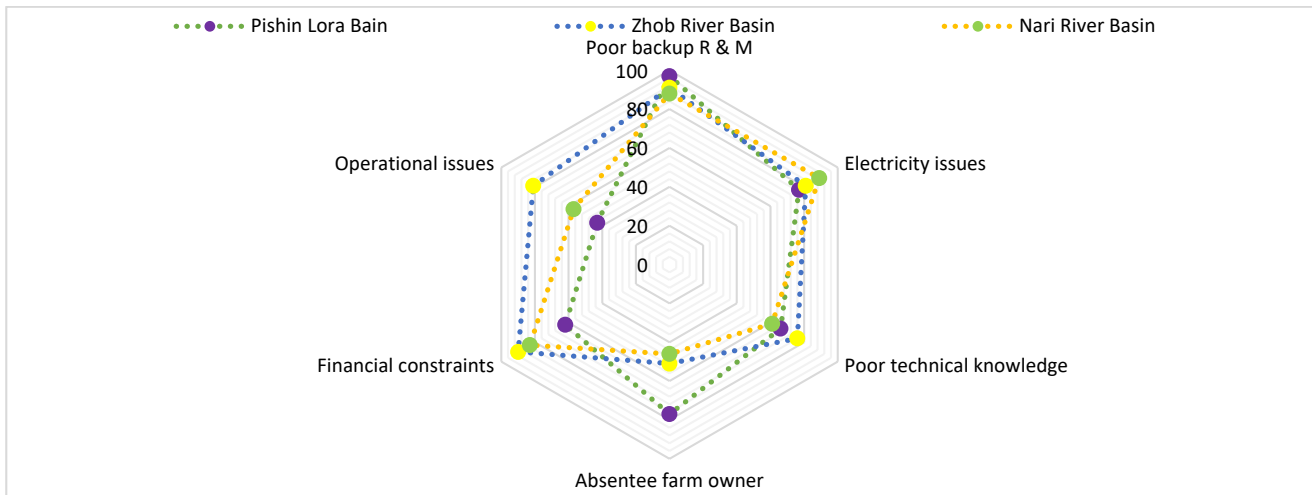 Pishin Lora Bain
Zhob River Basin
Nari River Basin
Poor backup R & M
100
80
60
40
20
0
Electricity issues
Poor technical knowledge
Absentee farm owner
Financial constraints
Operational issues